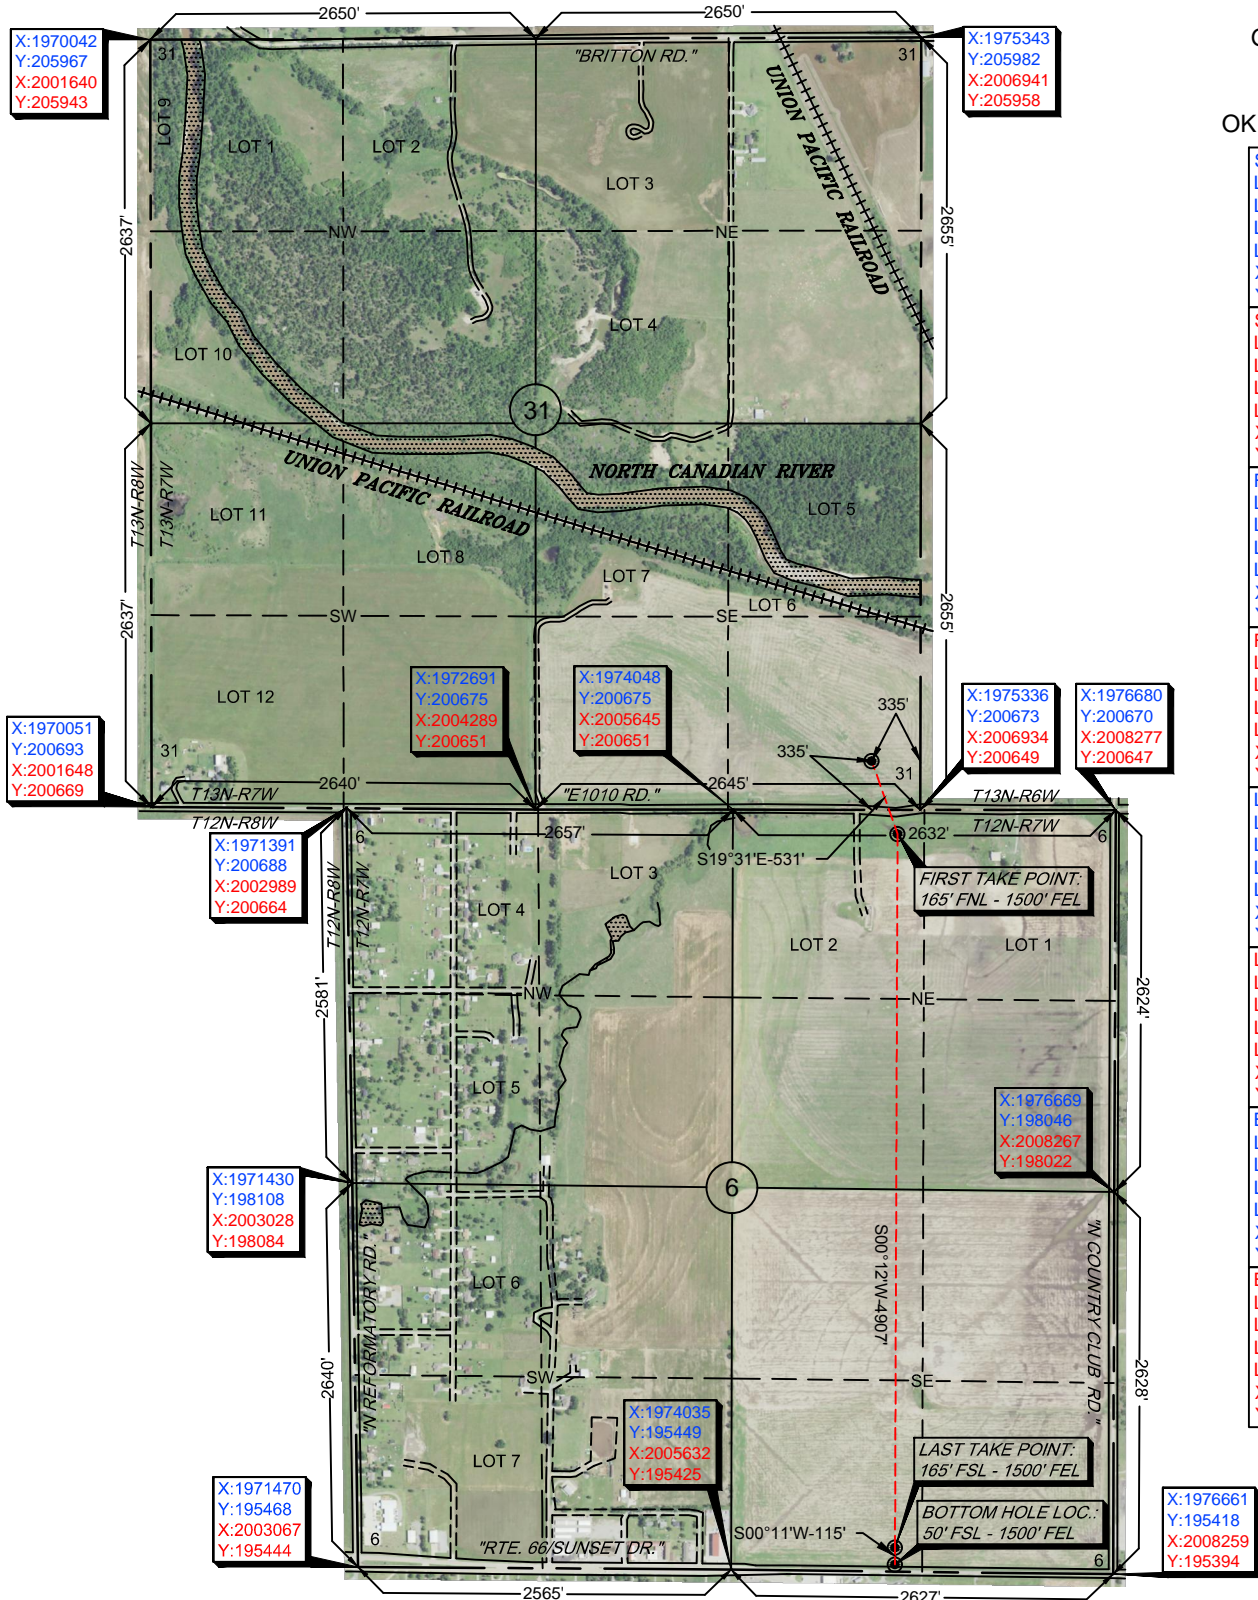 2650'
2650'
X:1970042
Y:205967
X:2001640
Y:205943
X:1975343
Y:205982
X:2006941
Y:205958
31
"BRITTON RD."
31
OK
LOT 9
LOT 1
LOT 2
LOT 3
UNION PACIFIC RAILROAD
2637'
NW
NE
2655'
LOT 10
LOT 4
31
UNION PACIFIC RAILROAD
NORTH CANADIAN RIVER
T13N-R8W
T13N-R7W
LOT 11
LOT 8
LOT 5
LOT 7
LOT 6
2637'
SW
SE
2655'
LOT 12
X:1972691
Y:200675
X:2004289
Y:200651
X:1974048
Y:200675
X:2005645
Y:200651
X:1975336
Y:200673
X:2006934
Y:200649
X:1976680
Y:200670
X:2008277
Y:200647
X:1970051
Y:200693
X:2001648
Y:200669
31
335'
335'
31
T13N-R7W
2640'
"E1010 RD."
2645'
T13N-R6W
T12N-R8W
6
2657'
2632'
T12N-R7W
6
X:1971391
Y:200688
X:2002989
Y:200664
T12N-R8W
T12N-R7W
S19°31'E-531'
FIRST TAKE POINT:
165' FNL - 1500' FEL
LOT 3
LOT 4
LOT 2
LOT 1
2581'
NW
NE
2624'
LOT 5
X:1976669
Y:198046
X:2008267
Y:198022
6
X:1971430
Y:198108
X:2003028
Y:198084
"N REFORMATORY RD."
LOT 6
S00°12'W-4907'
"N COUNTRY CLUB RD."
2640'
SW
SE
2628'
X:1974035
Y:195449
X:2005632
Y:195425
LOT 7
LAST TAKE POINT:
165' FSL - 1500' FEL
X:1971470
Y:195468
X:2003067
Y:195444
S00°11'W-115'
BOTTOM HOLE LOC.:
50' FSL - 1500' FEL
X:1976661
Y:195418
X:2008259
Y:195394
6
"RTE. 66/SUNSET DR."
6
2565'
2627'